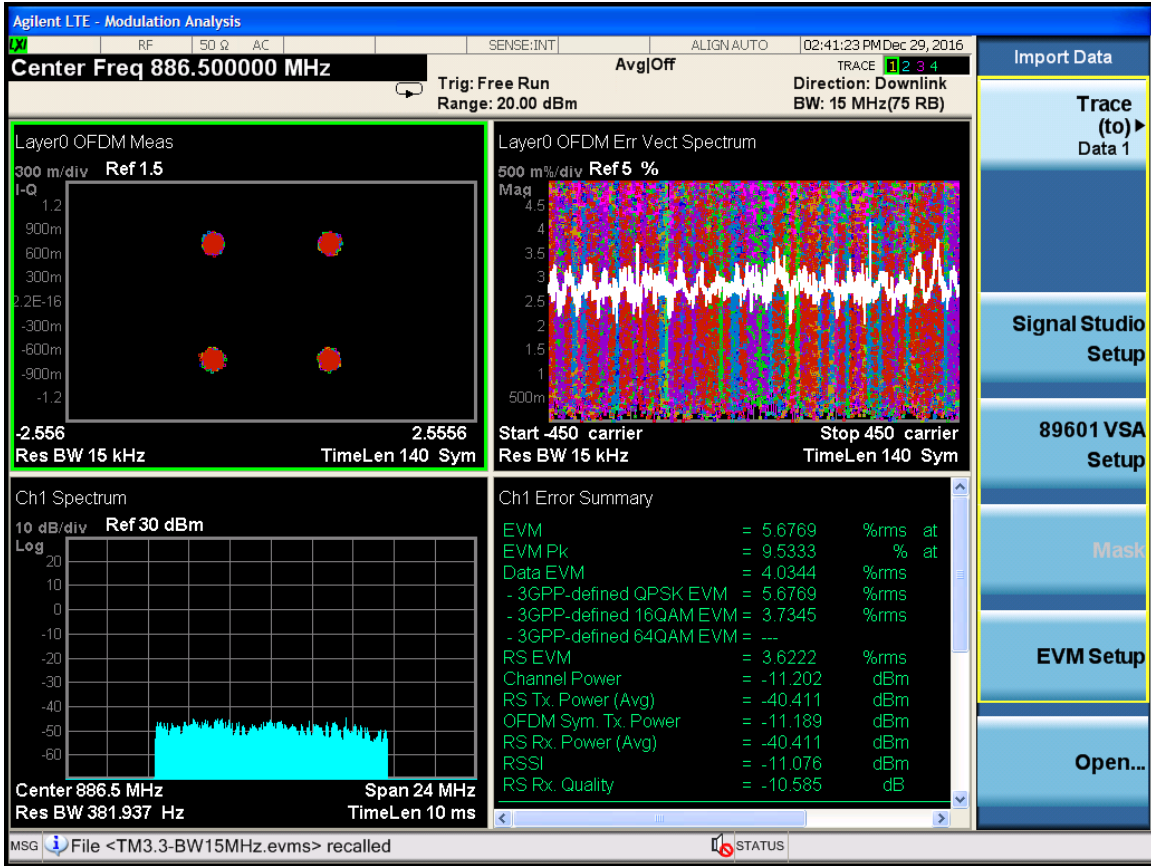 Agilent LTE - Modulation Analysis
LXI RF 50 Ω AC SENSE:INT ALIGN AUTO 02:41:23 PM Dec 29, 2016
Center Freq 886.500000 MHz
Avg|Off
Trig: Free Run
Range: 20.00 dBm
TRACE 1 2 3 4
Direction: Downlink
BW: 15 MHz(75 RB)
Layer0 OFDM Meas
300 m/div Ref 1.5
I-Q
1.2
900m
600m
300m
2.2E-16
-300m
-600m
-900m
-1.2
-2.556 2.5556
Res BW 15 kHz TimeLen 140 Sym
Layer0 OFDM Err Vect Spectrum
500 m%/div Ref 5 %
Mag
4.5
4
3.5
3
2.5
2
1.5
1
500m
Start -450 carrier Stop 450 carrier
Res BW 15 kHz TimeLen 140 Sym
Ch1 Spectrum
10 dB/div Ref 30 dBm
Log
20
10
0
-10
-20
-30
-40
-50
-60
Center 886.5 MHz Span 24 MHz
Res BW 381.937 Hz TimeLen 10 ms
Ch1 Error Summary
EVM = 5.6769 %rms at
EVM Pk = 9.5333 % at
Data EVM = 4.0344 %rms
- 3GPP-defined QPSK EVM = 5.6769 %rms
- 3GPP-defined 16QAM EVM = 3.7345 %rms
- 3GPP-defined 64QAM EVM = ---
RS EVM = 3.6222 %rms
Channel Power = -11.202 dBm
RS Tx. Power (Avg) = -40.411 dBm
OFDM Sym. Tx. Power = -11.189 dBm
RS Rx. Power (Avg) = -40.411 dBm
RSSI = -11.076 dBm
RS Rx. Quality = -10.585 dB
Import Data
Trace
(to)
Data 1
Signal Studio
Setup
89601 VSA
Setup
Mask
EVM Setup
Open...
MSG File <TM3.3-BW15MHz.evms> recalled STATUS